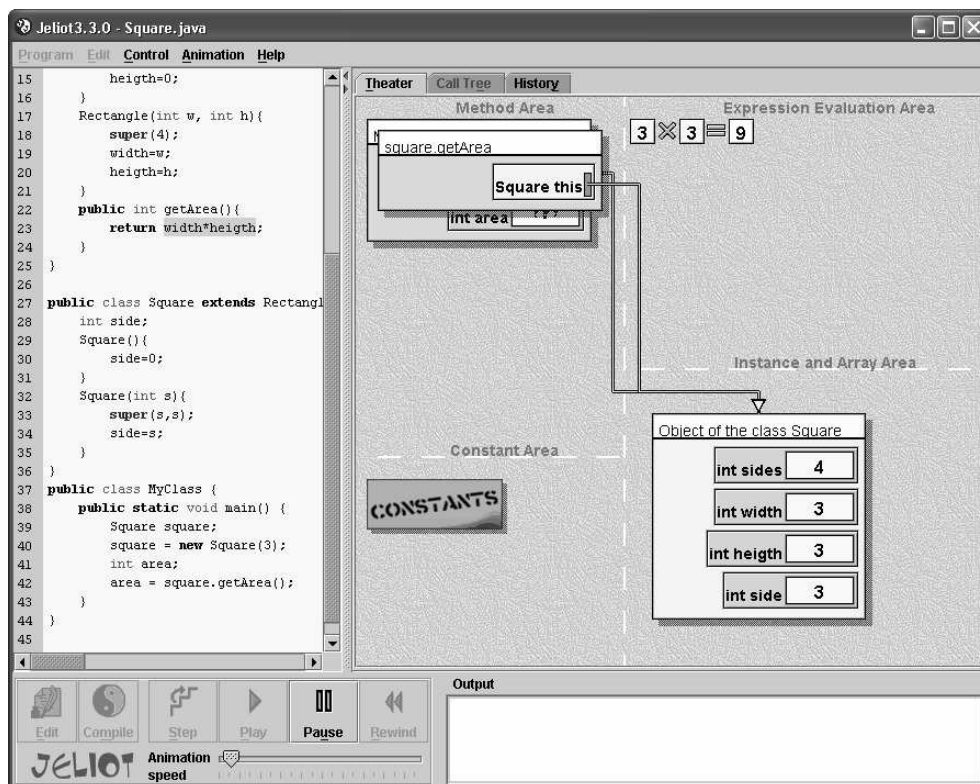 Jeliot3.3.0 - Square.java
Program Edit Control Animation Help
15 heigth=0;
16 }
17 Rectangle(int w, int h){
18 super(4);
19 width=w;
20 heigth=h;
21 }
22 public int getArea(){
23 return width*heigth;
24 }
25 }
26
27 public class Square extends Rectangl
28 int side;
29 Square(){
30 side=0;
31 }
32 Square(int s){
33 super(s,s);
34 side=s;
35 }
36 }
37 public class MyClass {
38 public static void main() {
39 Square square;
40 square = new Square(3);
41 int area;
42 area = square.getArea();
43 }
44 }
45
Theater Call Tree History
Method Area
square.getArea
Square this
int area ???
Expression Evaluation Area
3 × 3 = 9
Instance and Array Area
Object of the class Square
int sides 4
int width 3
int heigth 3
int side 3
Constant Area
CONSTANTS
Edit Compile Step Play Pause Rewind
JELIOT
Animation speed
Output